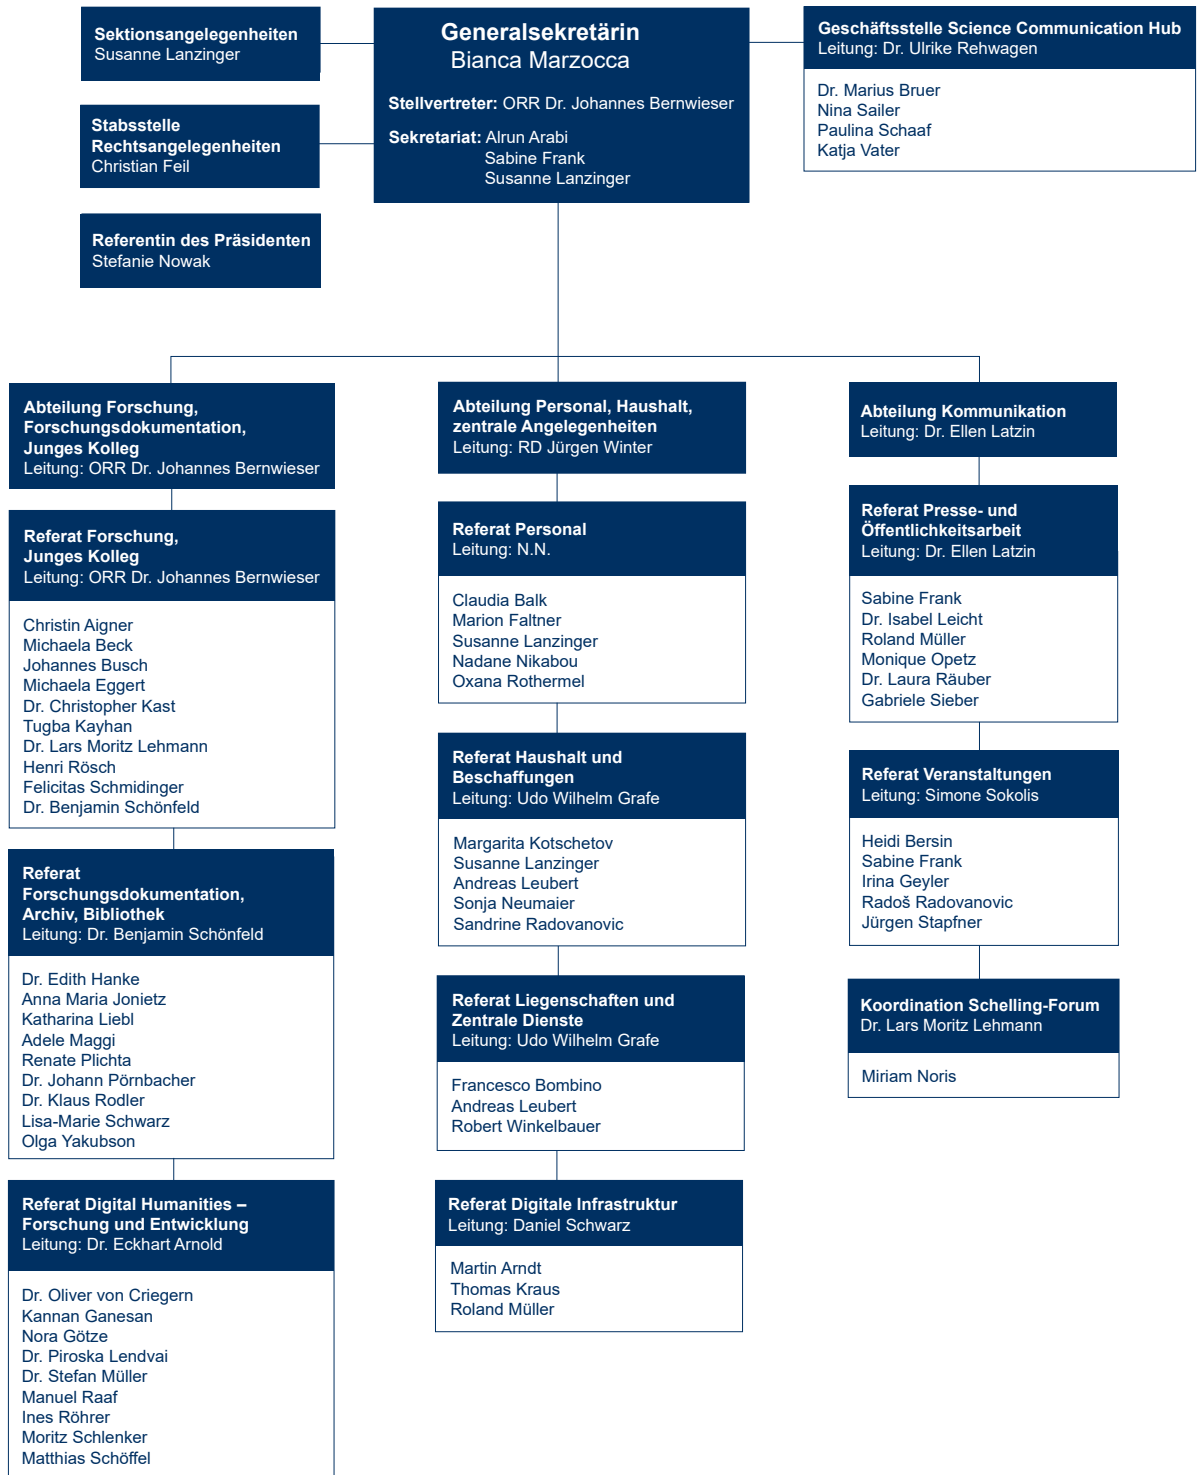 Sektionsangelegenheiten
Susanne Lanzinger
Stabsstelle
Rechtsangelegenheiten
Christian Feil
Referentin des Präsidenten
Stefanie Nowak
Generalsekretärin
Bianca Marzocca
Stellvertreter: ORR Dr. Johannes Bernwieser
Sekretariat: Alrun Arabi
Sabine Frank
Susanne Lanzinger
Geschäftsstelle Science Communication Hub
Leitung: Dr. Ulrike Rehwagen
Dr. Marius Bruer
Nina Sailer
Paulina Schaaf
Katja Vater
Abteilung Forschung,
Forschungsdokumentation,
Junges Kolleg
Leitung: ORR Dr. Johannes Bernwieser
Referat Forschung,
Junges Kolleg
Leitung: ORR Dr. Johannes Bernwieser
Christin Aigner
Michaela Beck
Johannes Busch
Michaela Eggert
Dr. Christopher Kast
Tugba Kayhan
Dr. Lars Moritz Lehmann
Henri Rösch
Felicitas Schmidinger
Dr. Benjamin Schönfeld
Referat
Forschungsdokumentation,
Archiv, Bibliothek
Leitung: Dr. Benjamin Schönfeld
Dr. Edith Hanke
Anna Maria Jonietz
Katharina Liebl
Adele Maggi
Renate Plichta
Dr. Johann Pörnbacher
Dr. Klaus Rodler
Lisa-Marie Schwarz
Olga Yakubson
Referat Digital Humanities –
Forschung und Entwicklung
Leitung: Dr. Eckhart Arnold
Dr. Oliver von Criegern
Kannan Ganesan
Nora Götze
Dr. Piroska Lendvai
Dr. Stefan Müller
Manuel Raaf
Ines Röhrer
Moritz Schlenker
Matthias Schöffel
Abteilung Personal, Haushalt,
zentrale Angelegenheiten
Leitung: RD Jürgen Winter
Referat Personal
Leitung: N.N.
Claudia Balk
Marion Faltner
Susanne Lanzinger
Nadane Nikabou
Oxana Rothermel
Referat Haushalt und
Beschaffungen
Leitung: Udo Wilhelm Grafe
Margarita Kotschetov
Susanne Lanzinger
Andreas Leubert
Sonja Neumaier
Sandrine Radovanovic
Referat Liegenschaften und
Zentrale Dienste
Leitung: Udo Wilhelm Grafe
Francesco Bombino
Andreas Leubert
Robert Winkelbauer
Referat Digitale Infrastruktur
Leitung: Daniel Schwarz
Martin Arndt
Thomas Kraus
Roland Müller
Abteilung Kommunikation
Leitung: Dr. Ellen Latzin
Referat Presse- und
Öffentlichkeitsarbeit
Leitung: Dr. Ellen Latzin
Sabine Frank
Dr. Isabel Leicht
Roland Müller
Monique Opetz
Dr. Laura Räuber
Gabriele Sieber
Referat Veranstaltungen
Leitung: Simone Sokolis
Heidi Bersin
Sabine Frank
Irina Geyler
Radoš Radovanovic
Jürgen Stapfner
Koordination Schelling-Forum
Dr. Lars Moritz Lehmann
Miriam Noris